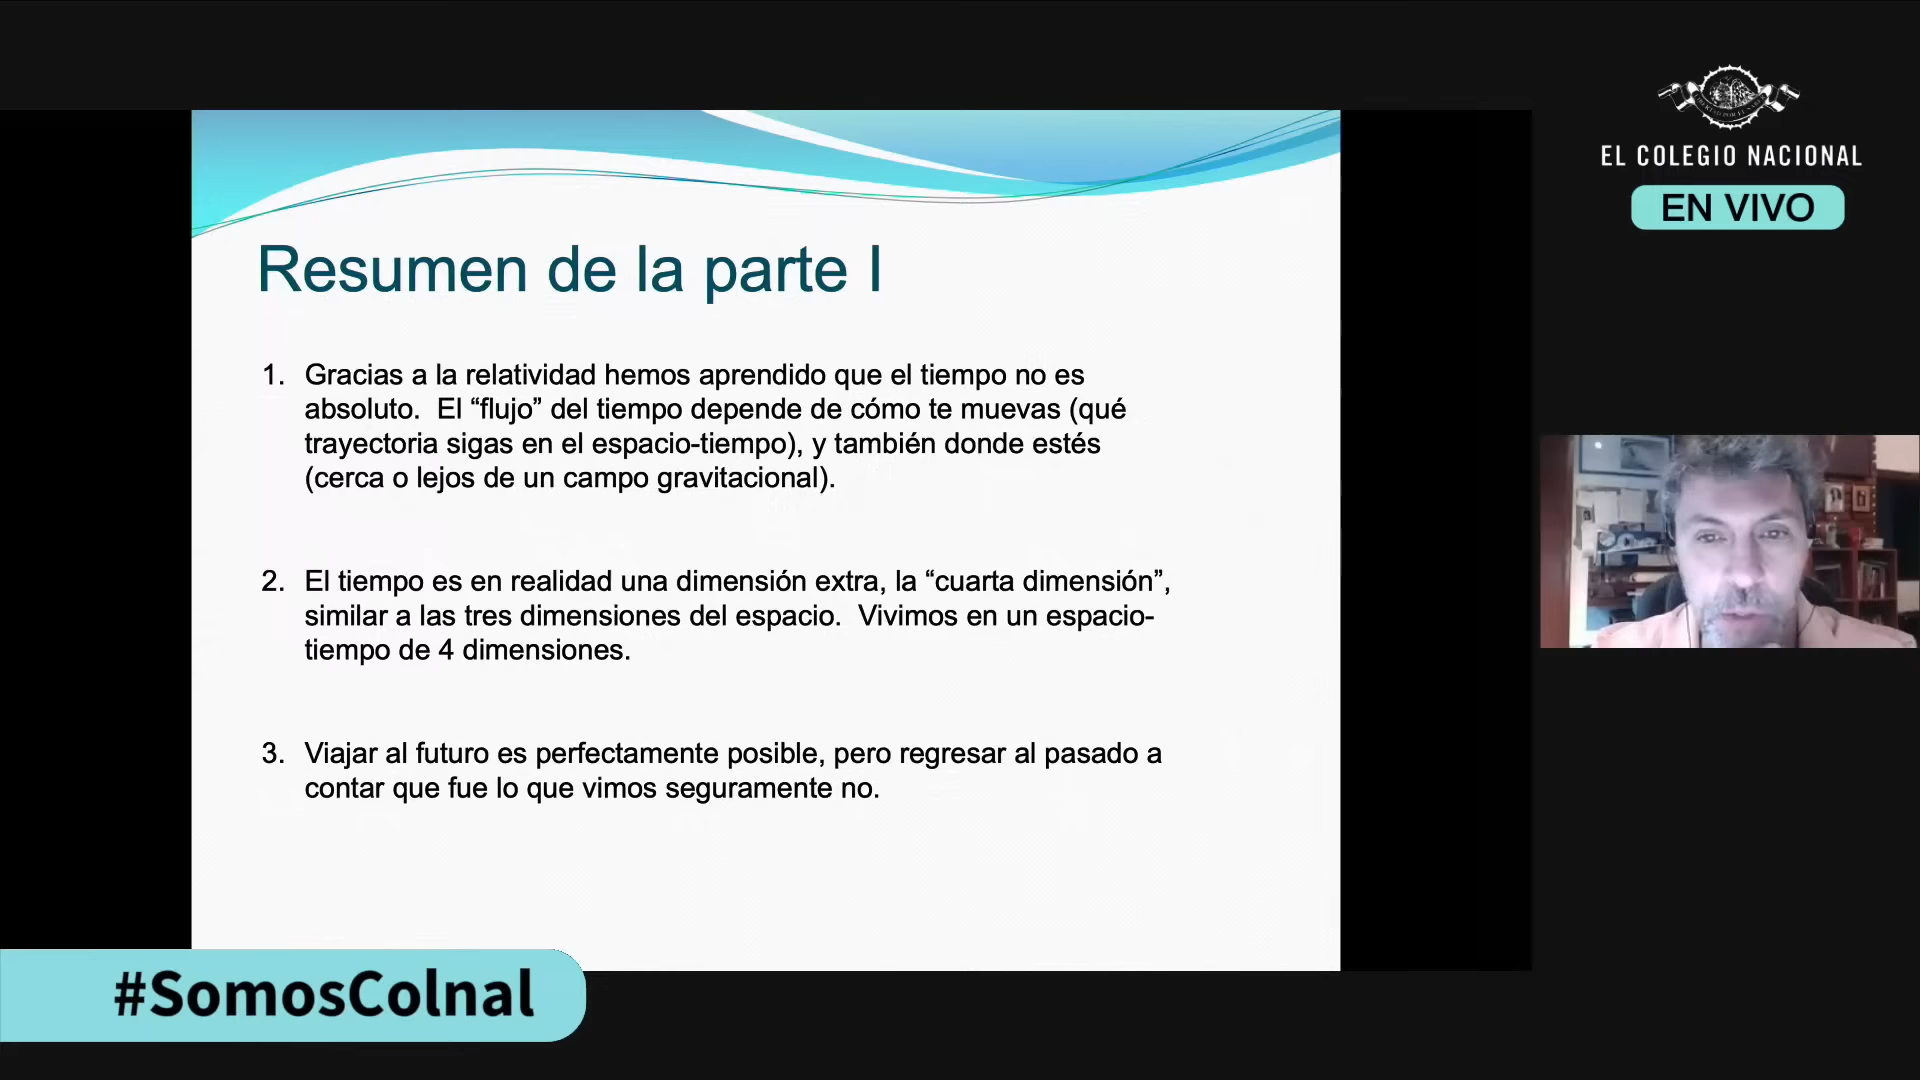 EL COLEGIO NACIONAL
EN VIVO
Resumen de la parte I
1. Gracias a la relatividad hemos aprendido que el tiempo no es
absoluto. El “flujo” del tiempo depende de cómo te muevas (qué
trayectoria sigas en el espacio-tiempo), y también donde estés
(cerca o lejos de un campo gravitacional).
2. El tiempo es en realidad una dimensión extra, la “cuarta dimensión”,
similar a las tres dimensiones del espacio. Vivimos en un espacio-
tiempo de 4 dimensiones.
3. Viajar al futuro es perfectamente posible, pero regresar al pasado a
contar que fue lo que vimos seguramente no.
#SomosColnal